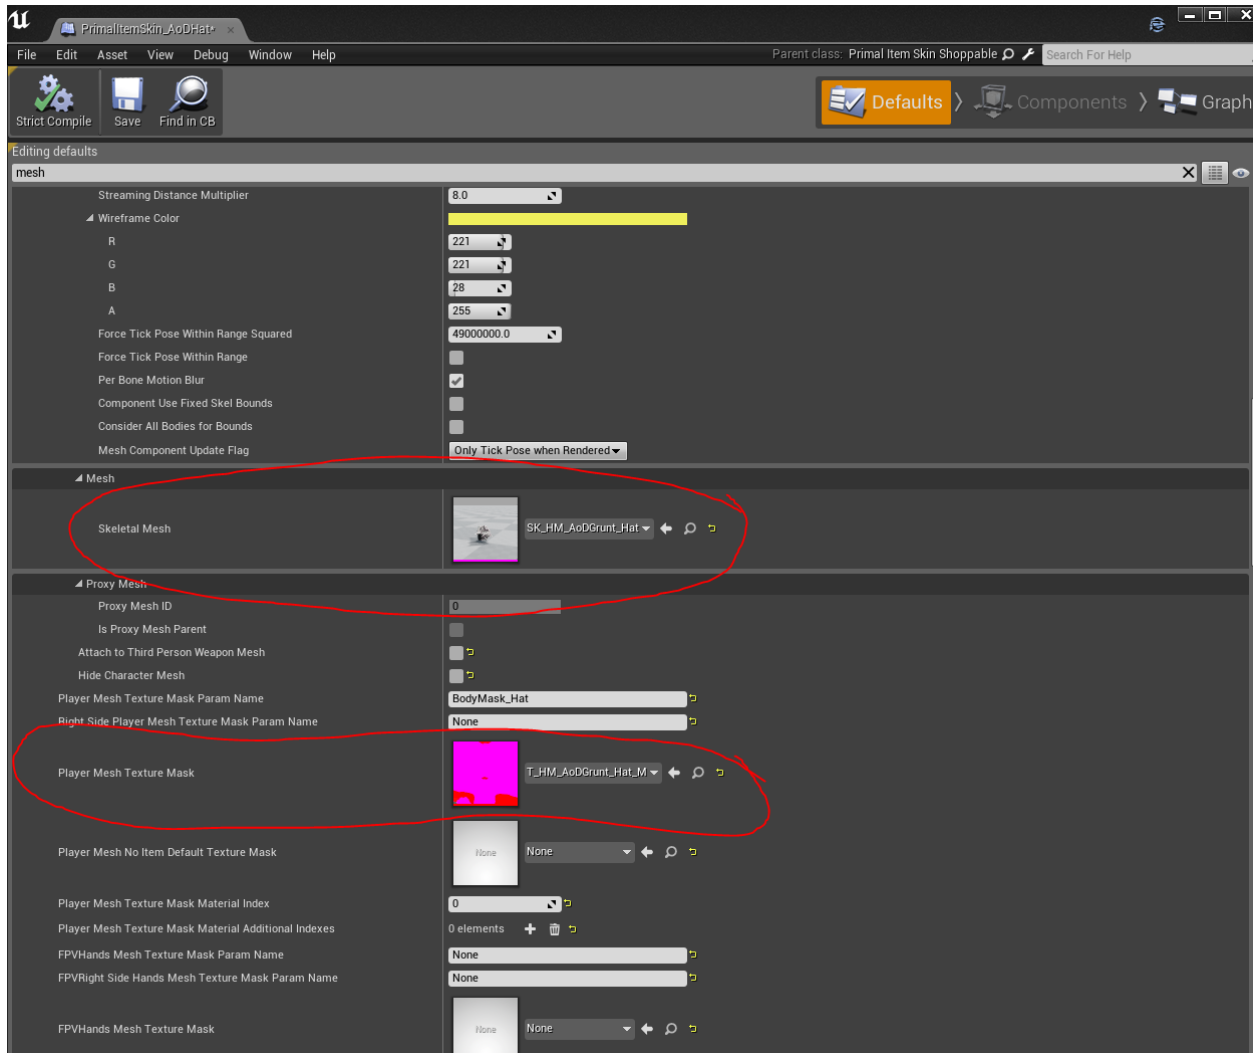 PrimalItemSkin_AoDHat*
File Edit Asset View Debug Window Help
Parent class: Primal Item Skin Shoppable
Search For Help
Strict Compile
Save
Find in CB
Defaults
Components
Graph
Editing defaults
mesh
Streaming Distance Multiplier 8.0
Wireframe Color
R 221
G 221
B 28
A 255
Force Tick Pose Within Range Squared 49000000.0
Force Tick Pose Within Range
Per Bone Motion Blur
Component Use Fixed Skel Bounds
Consider All Bodies for Bounds
Mesh Component Update Flag Only Tick Pose when Rendered
Mesh
Skeletal Mesh SK_HM_AoDGrunt_Hat
Proxy Mesh
Proxy Mesh ID 0
Is Proxy Mesh Parent
Attach to Third Person Weapon Mesh
Hide Character Mesh
Player Mesh Texture Mask Param Name BodyMask_Hat
Right Side Player Mesh Texture Mask Param Name None
Player Mesh Texture Mask T_HM_AoDGrunt_Hat_M
Player Mesh No Item Default Texture Mask None None
Player Mesh Texture Mask Material Index 0
Player Mesh Texture Mask Material Additional Indexes 0 elements
FPVHands Mesh Texture Mask Param Name None
FPVRight Side Hands Mesh Texture Mask Param Name None
FPVHands Mesh Texture Mask None None